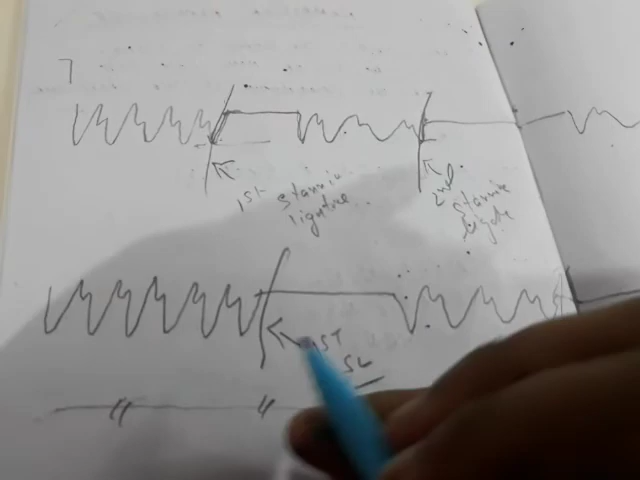 1st Stannius
ligature
2nd
Stannius
ligature
1ST
SL